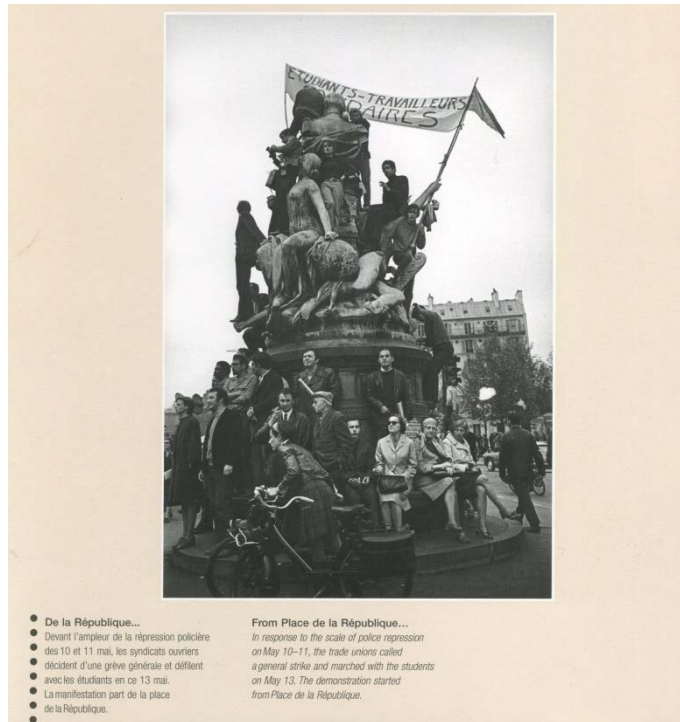 ETUDIANTS-TRAVAILLEURS
DAIRES
De la République...
Devant l'ampleur de la répression policière
des 10 et 11 mai, les syndicats ouvriers
décident d'une grève générale et défilent
avec les étudiants en ce 13 mai.
La manifestation part de la place
de la République.
From Place de la République...
In response to the scale of police repression
on May 10–11, the trade unions called
a general strike and marched with the students
on May 13. The demonstration started
from Place de la République.